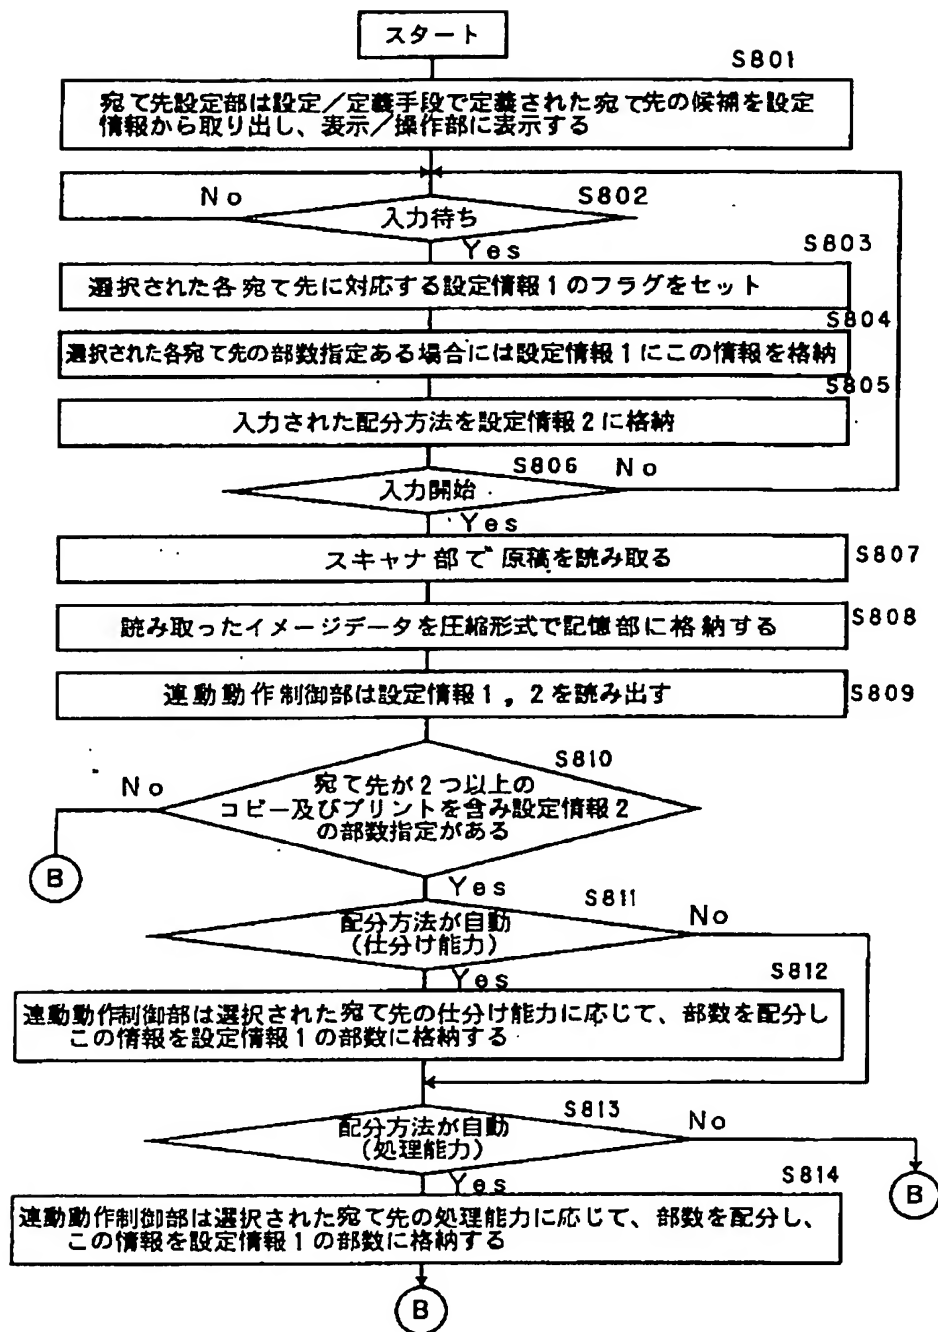 スタート
S801
宛て先設定部は設定／定義手段で定義された宛て先の候補を設定
情報から取り出し、表示／操作部に表示する
No
S802
入力待ち
Yes
S803
選択された各宛て先に対応する設定情報1のフラグをセット
S804
選択された各宛て先の部数指定ある場合には設定情報1にこの情報を格納
S805
入力された配分方法を設定情報2に格納
S806
No
入力開始
Yes
スキャナ部で原稿を読み取る
S807
読み取ったイメージデータを圧縮形式で記憶部に格納する
S808
連動動作制御部は設定情報1，2を読み出す
S809
S810
No
宛て先が2つ以上の
コピー及びプリントを含み設定情報2
の部数指定がある
B
Yes
S811
No
配分方法が自動
(仕分け能力)
Yes
S812
連動動作制御部は選択された宛て先の仕分け能力に応じて、部数を配分し
この情報を設定情報1の部数に格納する
S813
No
配分方法が自動
(処理能力)
Yes
S814
B
連動動作制御部は選択された宛て先の処理能力に応じて、部数を配分し、
この情報を設定情報1の部数に格納する
B